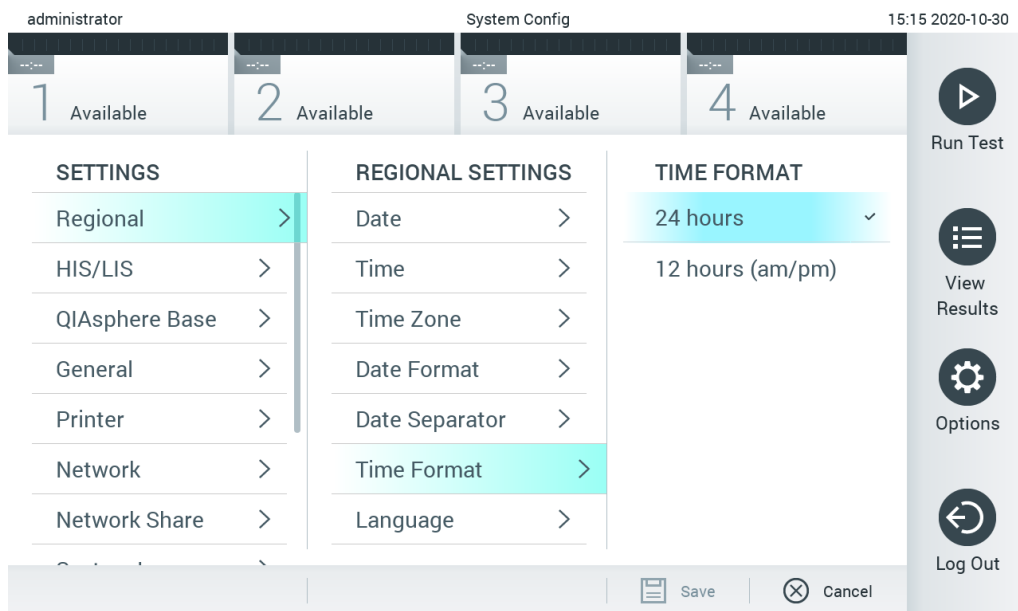 administrator
System Config
15:15 2020-10-30
--:--
--:--
--:--
--:--
1 Available
2 Available
3 Available
4 Available
Run Test
View
Results
Options
Log Out
SETTINGS
Regional
HIS/LIS
QIAsphere Base
General
Printer
Network
Network Share
REGIONAL SETTINGS
Date
Time
Time Zone
Date Format
Date Separator
Time Format
Language
TIME FORMAT
24 hours
12 hours (am/pm)
Save
Cancel